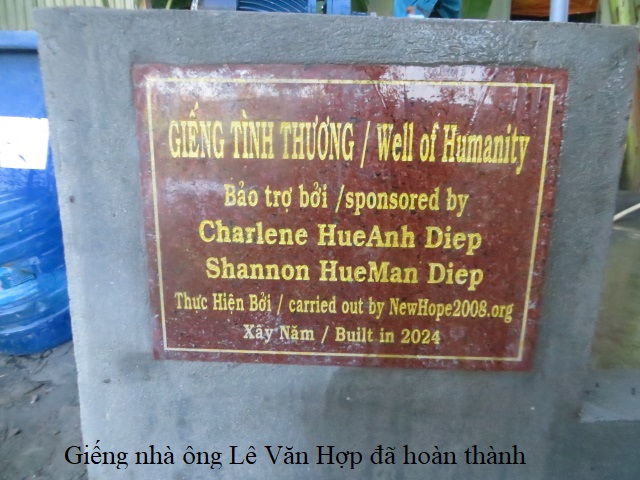 GIẾNG TÌNH THƯƠNG / Well of Humanity
Bảo trợ bởi /sponsored by
Charlene HueAnh Diep
Shannon HueMan Diep
Thực Hiện Bởi / carried out by NewHope2008.org
Xây Năm / Built in 2024
Giếng nhà ông Lê Văn Hợp đã hoàn thành